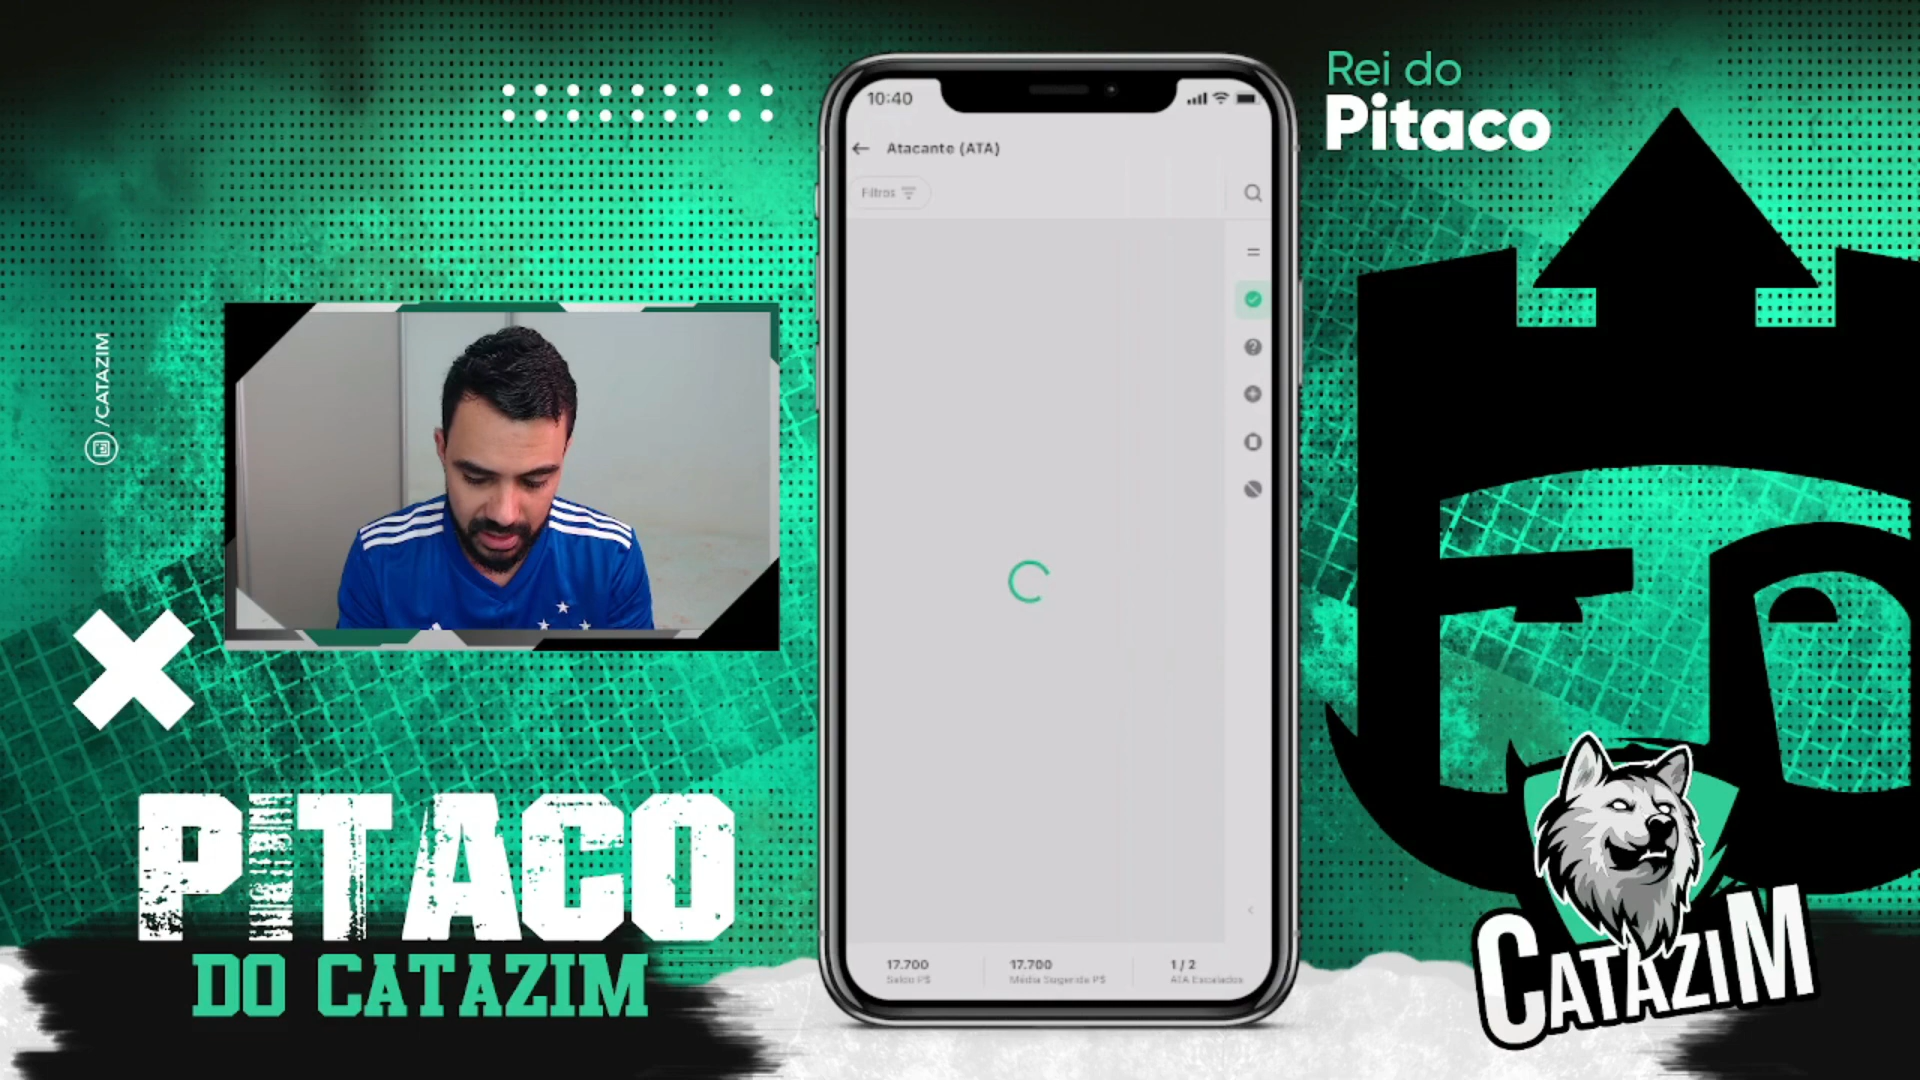 Rei do
Pitaco
10:40
Atacante (ATA)
Filtros
/CATAZIM
PITACO
DO CATAZIM
17.700
Saldo P$
17.700
Média Sugerida P$
1 / 2
ATA Escalados
CATAZIM